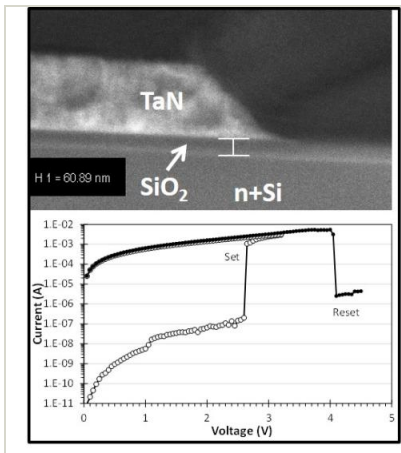 TaN
H 1 = 60.89 nm
SiO2
n+Si
1.E-02
1.E-03
1.E-04
1.E-05
1.E-06
1.E-07
1.E-08
1.E-09
1.E-10
1.E-11
Current (A)
Set
Reset
0 1 2 3 4 5
Voltage (V)